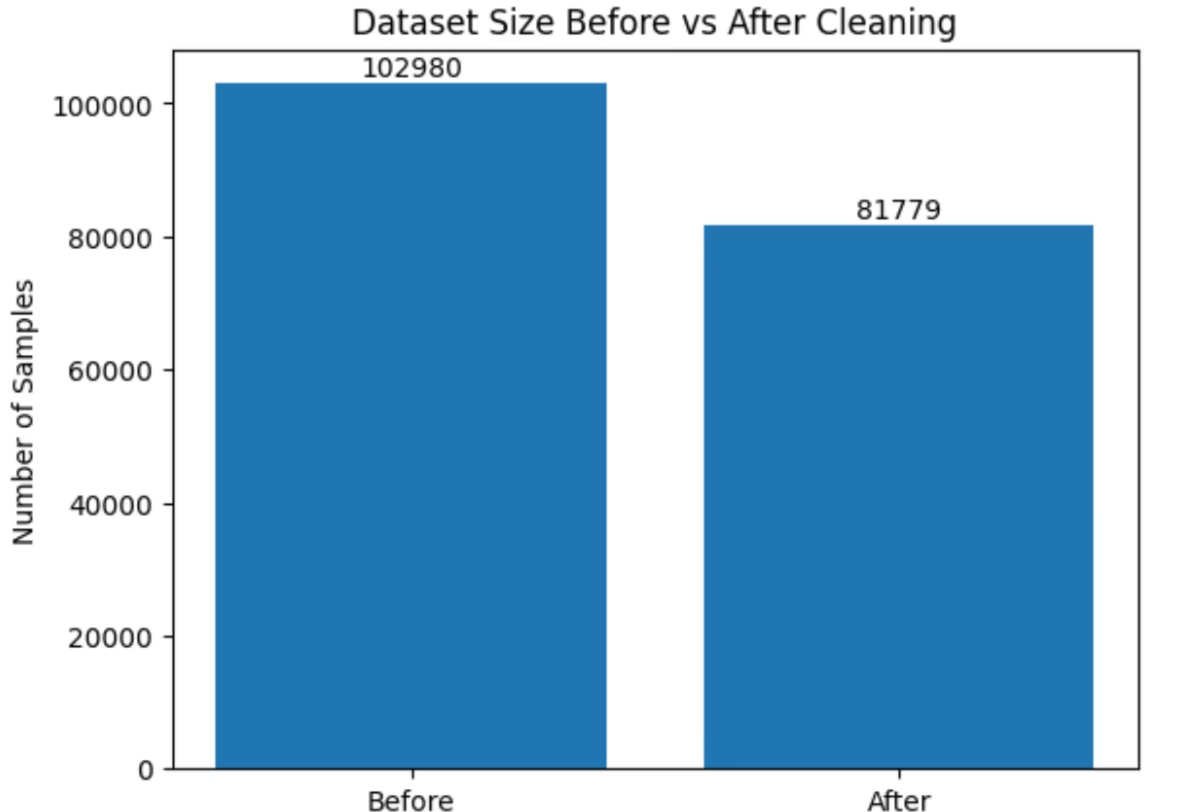 Dataset Size Before vs After Cleaning
102980
81779
100000
80000
60000
40000
20000
0
Number of Samples
Before
After